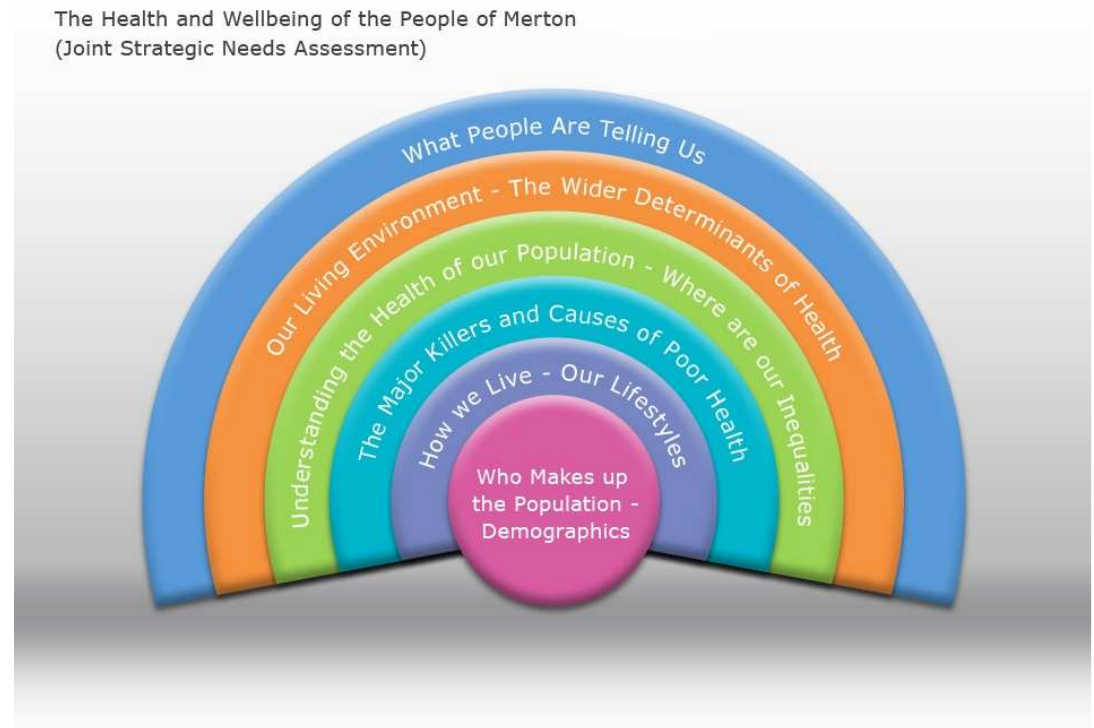 The Health and Wellbeing of the People of Merton
(Joint Strategic Needs Assessment)
What People Are Telling Us
Our Living Environment - The Wider Determinants of Health
Understanding the Health of our Population - Where are our Inequalities
The Major Killers and Causes of Poor Health
How we Live - Our Lifestyles
Who Makes up
the Population -
Demographics